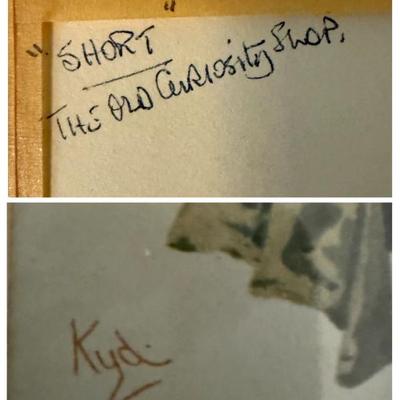 "SHORT"
THE OLD CURIOSITY SHOP.
Kyd.